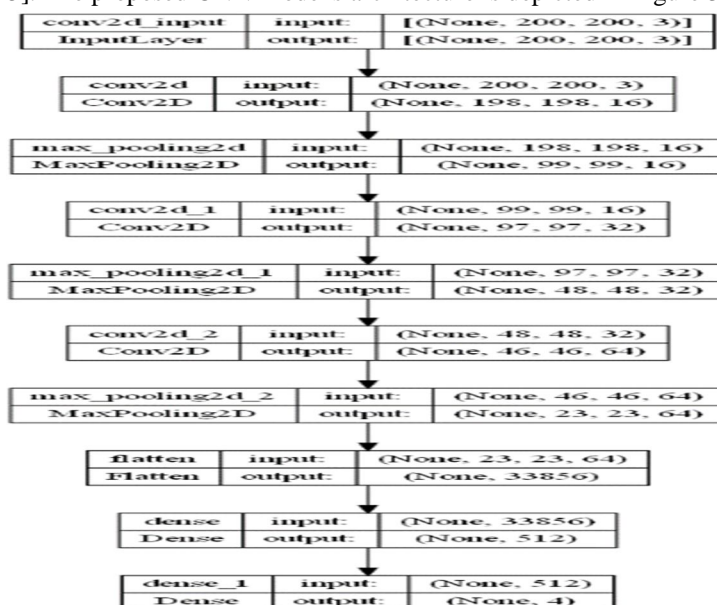 conv2d_input input: [(None, 200, 200, 3)]
InputLayer output: [(None, 200, 200, 3)]
conv2d input: (None, 200, 200, 3)
Conv2D output: (None, 198, 198, 16)
max_pooling2d input: (None, 198, 198, 16)
MaxPooling2D output: (None, 99, 99, 16)
conv2d_1 input: (None, 99, 99, 16)
Conv2D output: (None, 97, 97, 32)
max_pooling2d_1 input: (None, 97, 97, 32)
MaxPooling2D output: (None, 48, 48, 32)
conv2d_2 input: (None, 48, 48, 32)
Conv2D output: (None, 46, 46, 64)
max_pooling2d_2 input: (None, 46, 46, 64)
MaxPooling2D output: (None, 23, 23, 64)
flatten input: (None, 23, 23, 64)
Flatten output: (None, 33856)
dense input: (None, 33856)
Dense output: (None, 512)
dense_1 input: (None, 512)
Dense output: (None, 4)